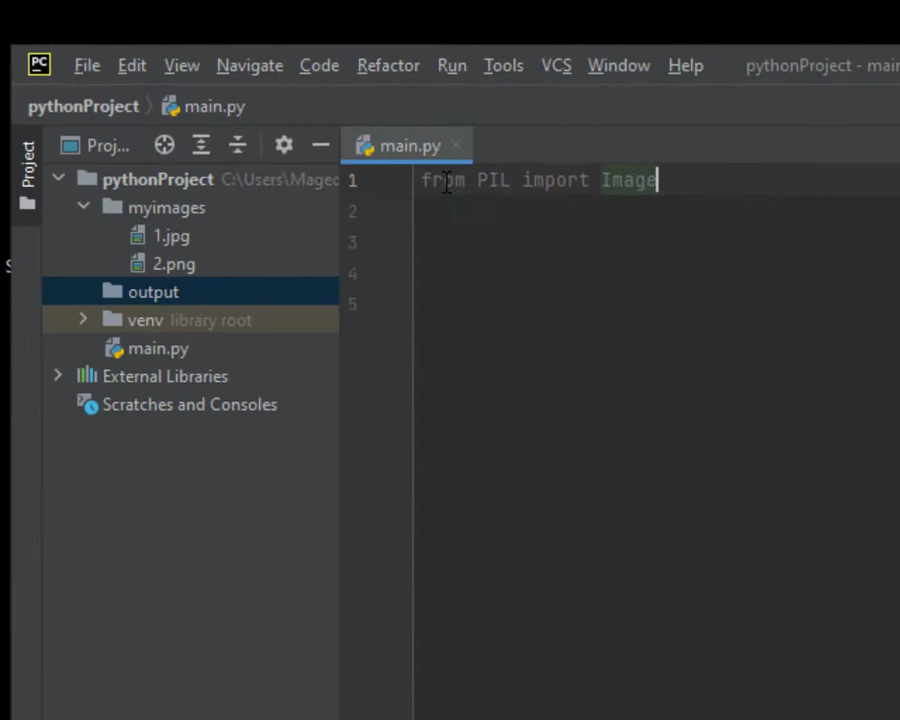 PC File Edit View Navigate Code Refactor Run Tools VCS Window Help pythonProject - mai
pythonProject main.py
Project
Proj... main.py
pythonProject C:\Users\Maged
myimages
1.jpg
2.png
output
venv library root
main.py
External Libraries
Scratches and Consoles
1 from PIL import Image
2
3
4
5